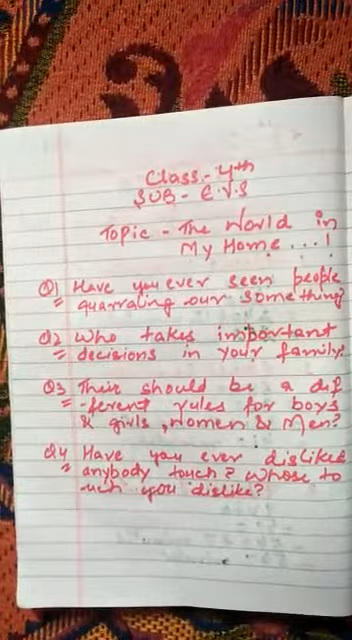 Class - 4th
SUB - E.V.S
Topic - The World in
My Home...!
Q1 Have you ever seen people
quarraling our something
Q2 Who takes important
decisions in your family.
Q3 Their should be a dif
-ferent rules for boys
& girls, Women & Men?
Q4 Have you ever disliked
anybody touch? Whose to
uch you dislike?